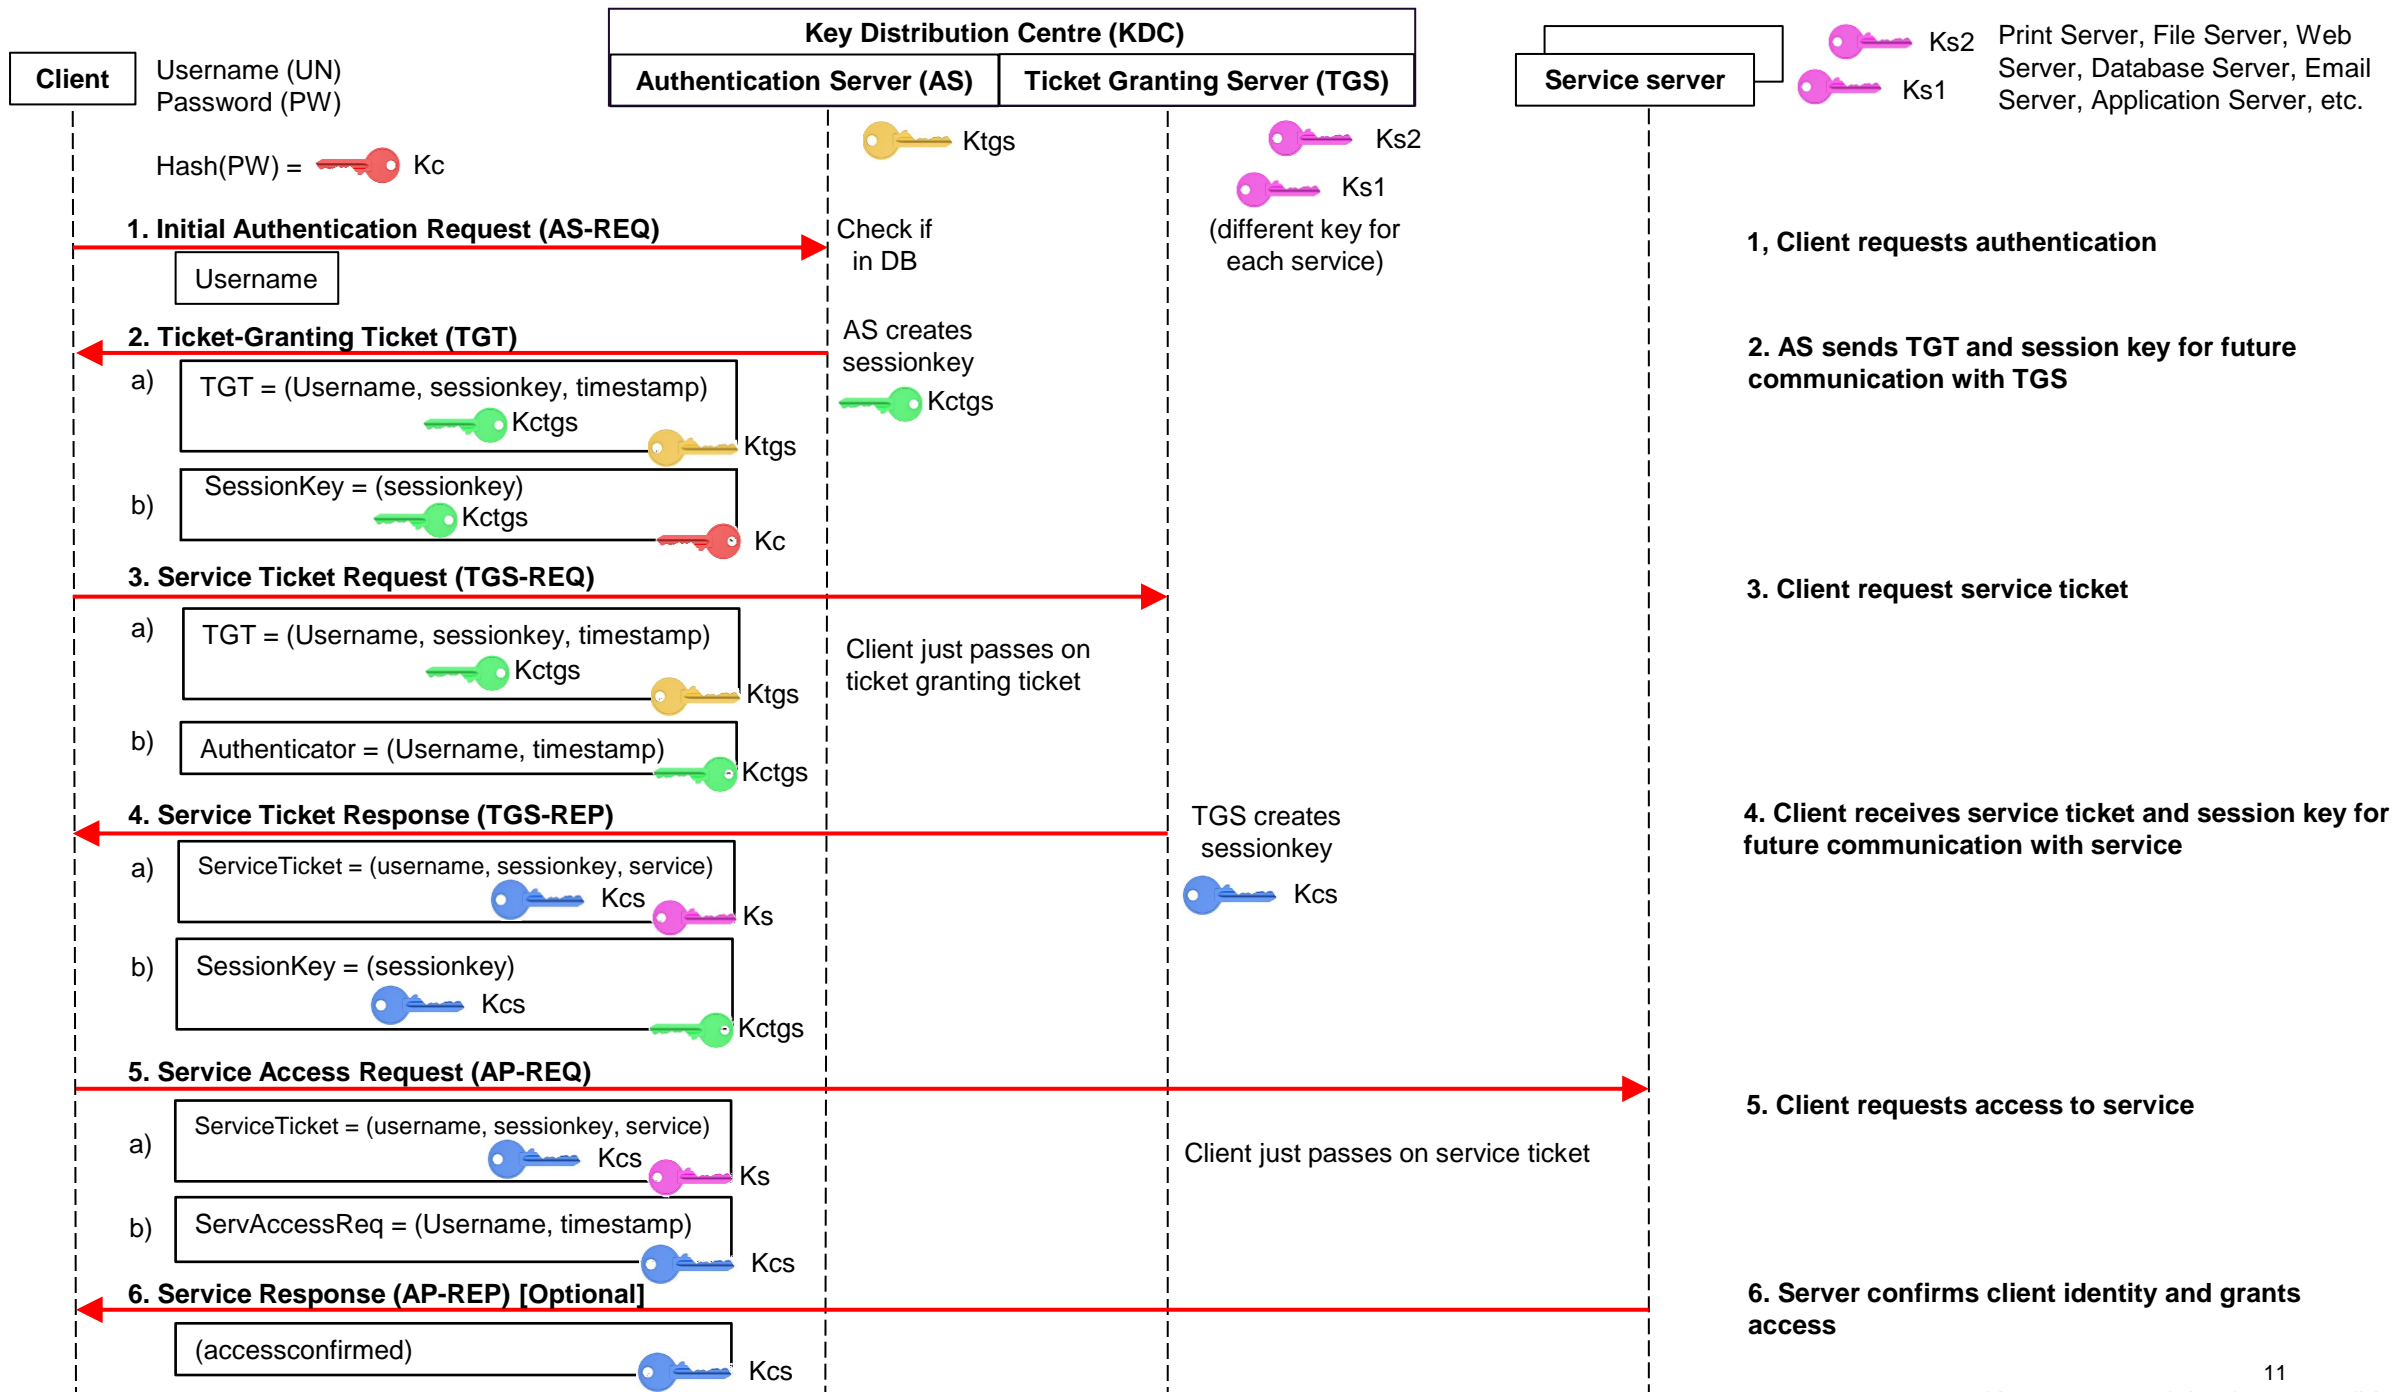 Key Distribution Centre (KDC)
Client
Username (UN)
Password (PW)
Authentication Server (AS)
Ticket Granting Server (TGS)
Service server
Ks2
Ks1
Print Server, File Server, Web
Server, Database Server, Email
Server, Application Server, etc.
Hash(PW) =
Kc
Ktgs
Ks2
Ks1
(different key for
each service)
1. Initial Authentication Request (AS-REQ)
Username
Check if
in DB
1, Client requests authentication
2. Ticket-Granting Ticket (TGT)
AS creates
sessionkey
Kctgs
2. AS sends TGT and session key for future
communication with TGS
a)
TGT = (Username, sessionkey, timestamp)
Kctgs
Ktgs
b)
SessionKey = (sessionkey)
Kctgs
Kc
3. Service Ticket Request (TGS-REQ)
3. Client request service ticket
a)
TGT = (Username, sessionkey, timestamp)
Kctgs
Ktgs
Client just passes on
ticket granting ticket
b)
Authenticator = (Username, timestamp)
Kctgs
4. Service Ticket Response (TGS-REP)
TGS creates
sessionkey
Kcs
4. Client receives service ticket and session key for
future communication with service
a)
ServiceTicket = (username, sessionkey, service)
Kcs
Ks
b)
SessionKey = (sessionkey)
Kcs
Kctgs
5. Service Access Request (AP-REQ)
5. Client requests access to service
a)
ServiceTicket = (username, sessionkey, service)
Kcs
Ks
Client just passes on service ticket
b)
ServAccessReq = (Username, timestamp)
Kcs
6. Service Response (AP-REP) [Optional]
6. Server confirms client identity and grants
access
(accessconfirmed)
Kcs
11